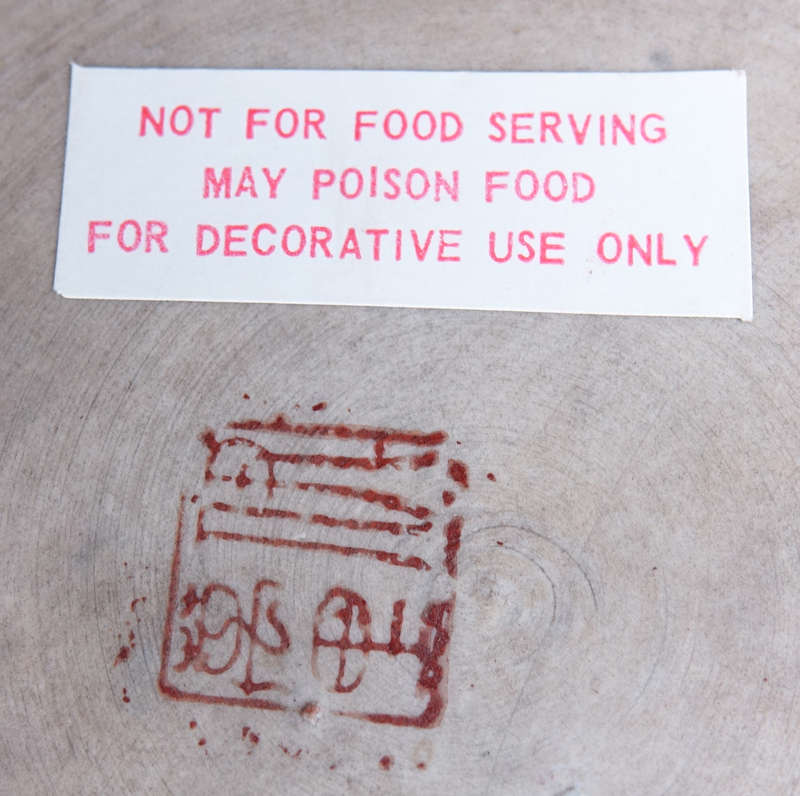 NOT FOR FOOD SERVING
MAY POISON FOOD
FOR DECORATIVE USE ONLY